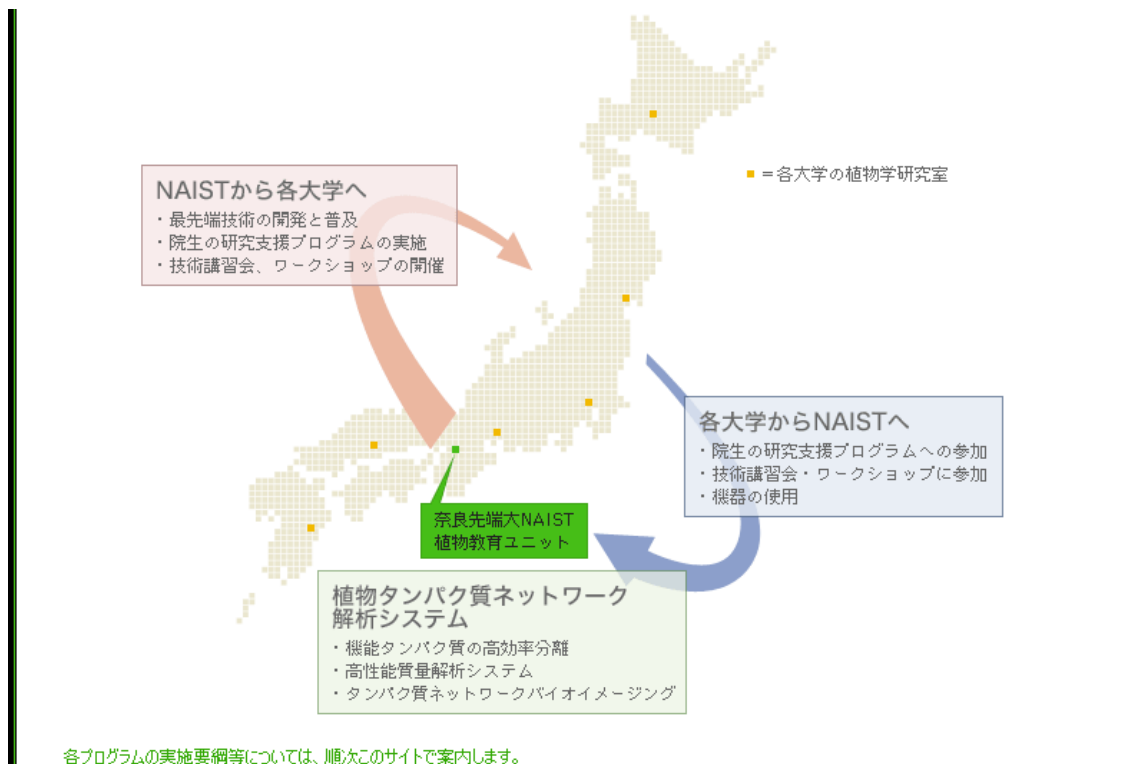 =各大学の植物学研究室
NAISTから各大学へ
・最先端技術の開発と普及
・院生の研究支援プログラムの実施
・技術講習会、ワークショップの開催
各大学からNAISTへ
・院生の研究支援プログラムへの参加
・技術講習会・ワークショップに参加
・機器の使用
奈良先端大NAIST
植物教育ユニット
植物タンパク質ネットワーク
解析システム
・機能タンパク質の高効率分離
・高性能質量解析システム
・タンパク質ネットワークバイオイメージング
各プログラムの実施要綱等については、順次このサイトで案内します。